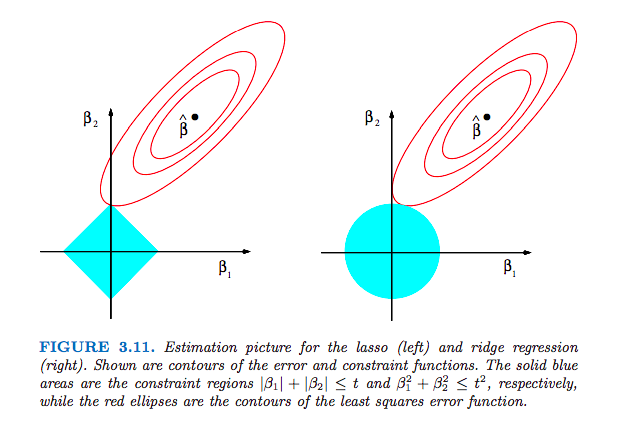 β₂
β̂
β₁
β₂
β̂
β₁
FIGURE 3.11. Estimation picture for the lasso (left) and ridge regression
(right). Shown are contours of the error and constraint functions. The solid blue
areas are the constraint regions |β₁| + |β₂| ≤ t and β₁² + β₂² ≤ t², respectively,
while the red ellipses are the contours of the least squares error function.